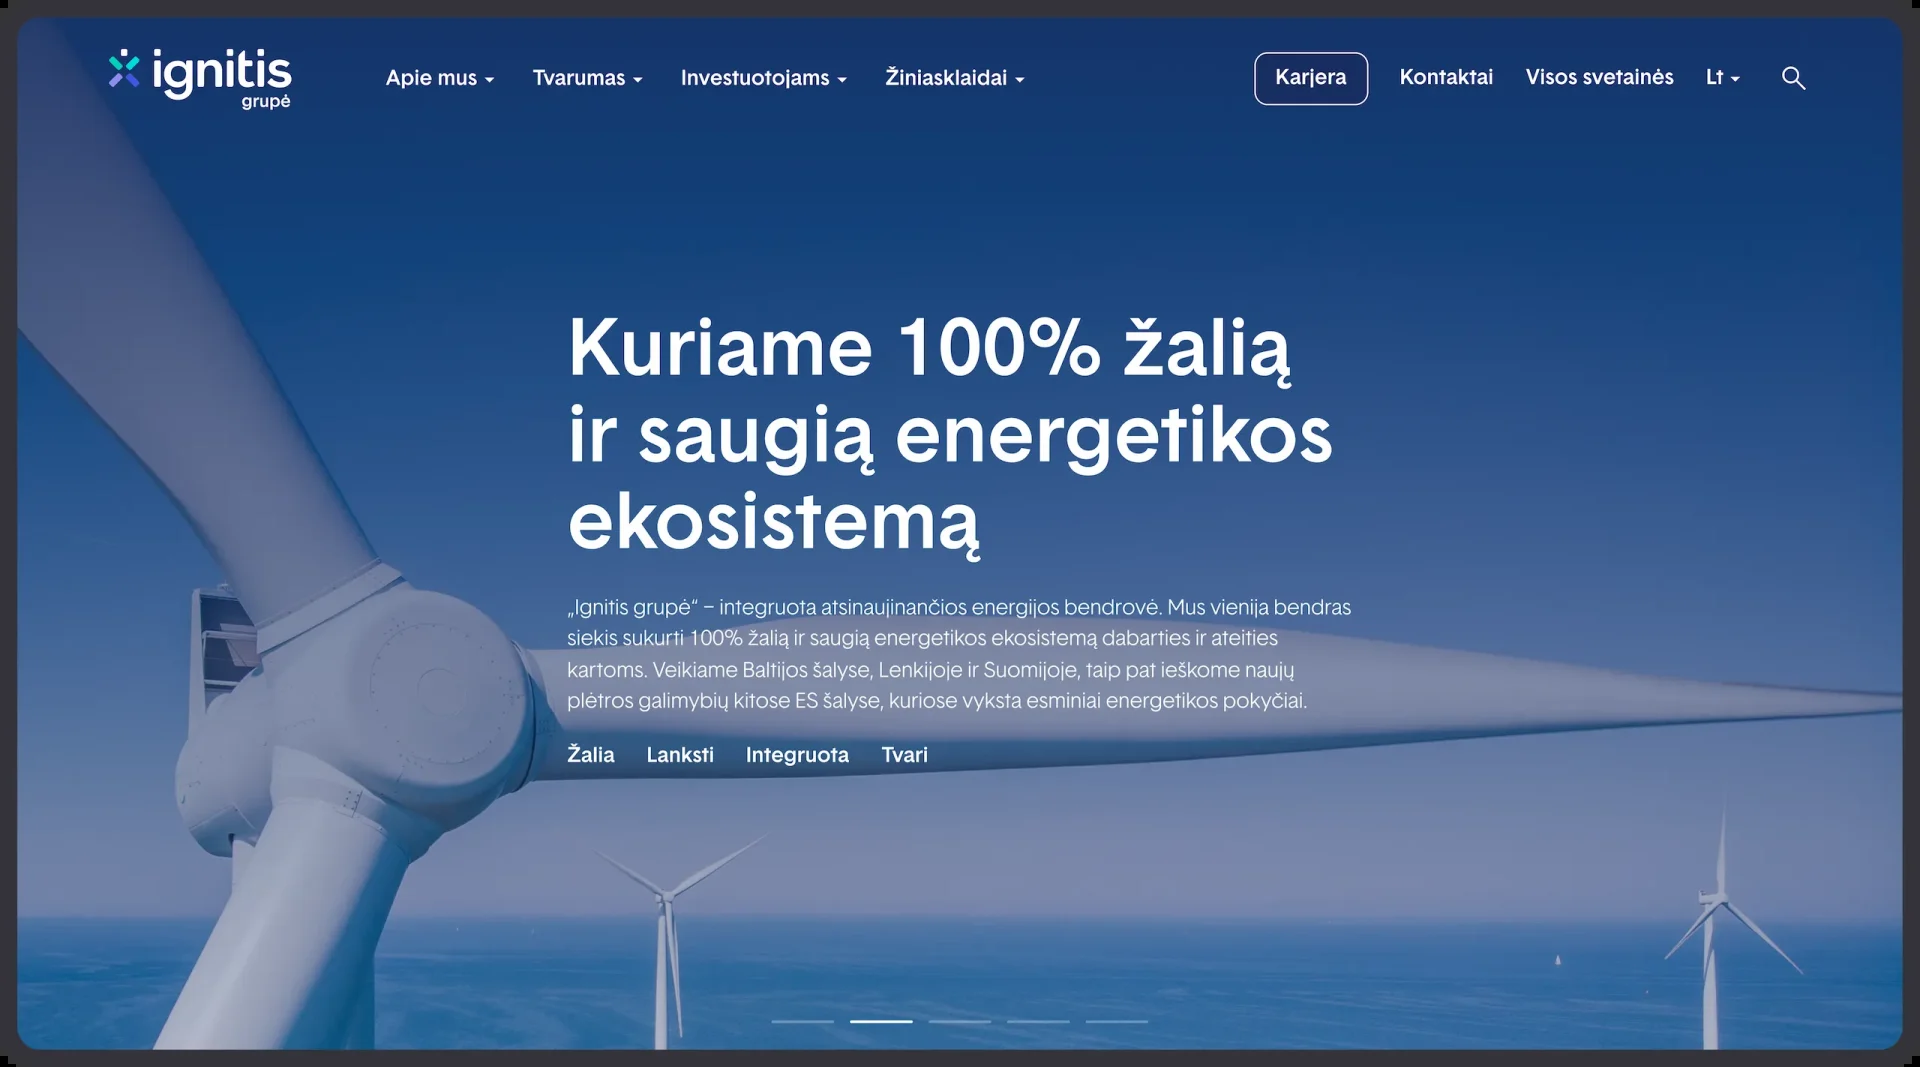 ignitis
grupė
Apie mus
Tvarumas
Investuotojams
Žiniasklaidai
Karjera
Kontaktai
Visos svetainės
Lt
Kuriame 100% žalią
ir saugią energetikos
ekosistemą
„Ignitis grupė“ – integruota atsinaujinančios energijos bendrovė. Mus vienija bendras
siekis sukurti 100% žalią ir saugią energetikos ekosistemą dabarties ir ateities
kartoms. Veikiame Baltijos šalyse, Lenkijoje ir Suomijoje, taip pat ieškome naujų
plėtros galimybių kitose ES šalyse, kuriose vyksta esminiai energetikos pokyčiai.
Žalia Lanksti Integruota Tvari